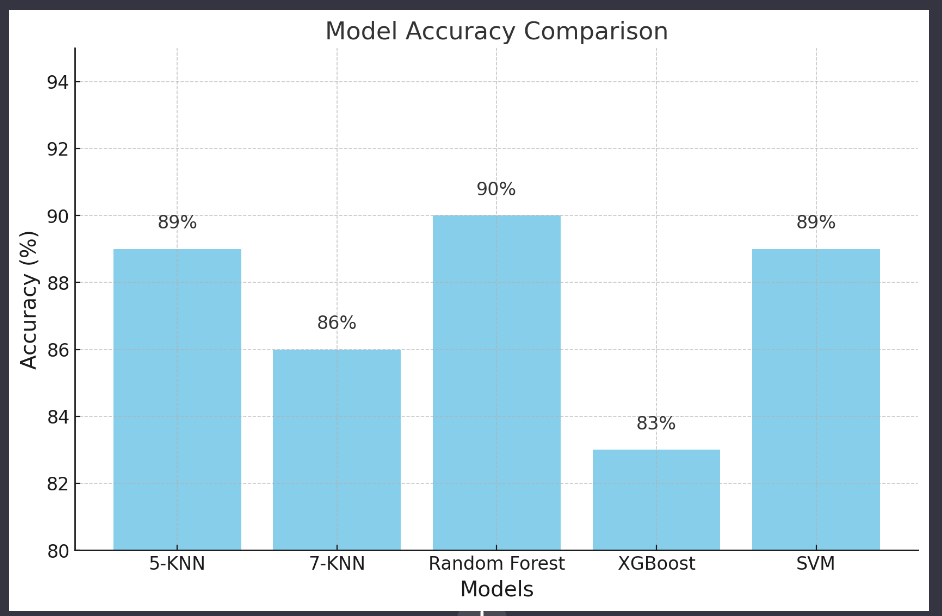 Model Accuracy Comparison
Accuracy (%)
94
92
90
88
86
84
82
80
89%
86%
90%
83%
89%
5-KNN
7-KNN
Random Forest
XGBoost
SVM
Models